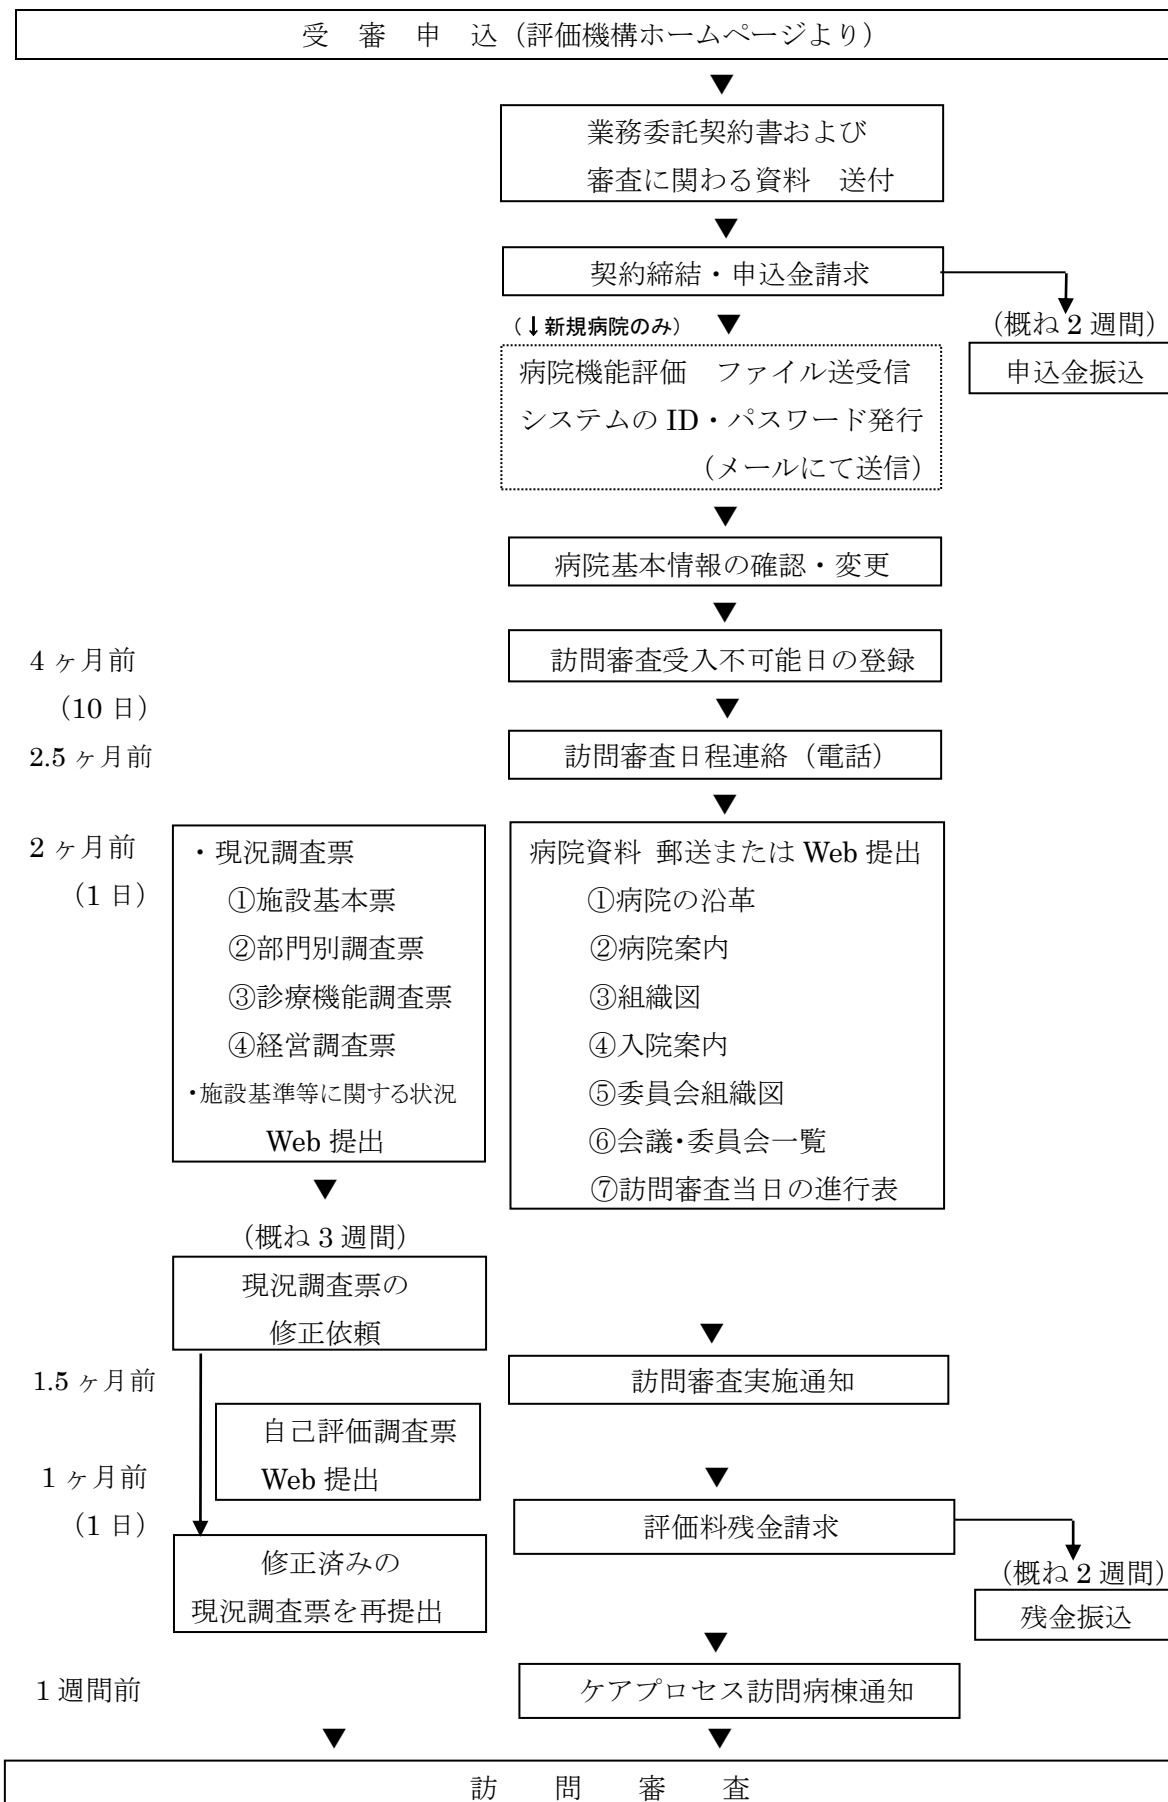 受　審　申　込（評価機構ホームページより）
▼
業務委託契約書および
審査に関わる資料　送付
▼
契約締結・申込金請求
（↓新規病院のみ）　▼
（概ね 2 週間）
申込金振込
病院機能評価　ファイル送受信
システムの ID・パスワード発行
（メールにて送信）
▼
病院基本情報の確認・変更
▼
4 ヶ月前
（10 日）
訪問審査受入不可能日の登録
▼
2.5 ヶ月前
訪問審査日程連絡（電話）
▼
2 ヶ月前
（1 日）
・現況調査票
①施設基本票
②部門別調査票
③診療機能調査票
④経営調査票
・施設基準等に関する状況
Web 提出
病院資料 郵送または Web 提出
①病院の沿革
②病院案内
③組織図
④入院案内
⑤委員会組織図
⑥会議・委員会一覧
⑦訪問審査当日の進行表
▼
（概ね 3 週間）
現況調査票の
修正依頼
▼
1.5 ヶ月前
訪問審査実施通知
自己評価調査票
Web 提出
▼
1 ヶ月前
（1 日）
評価料残金請求
（概ね 2 週間）
残金振込
修正済みの
現況調査票を再提出
▼
1 週間前
ケアプロセス訪問病棟通知
▼　▼
訪　問　審　査